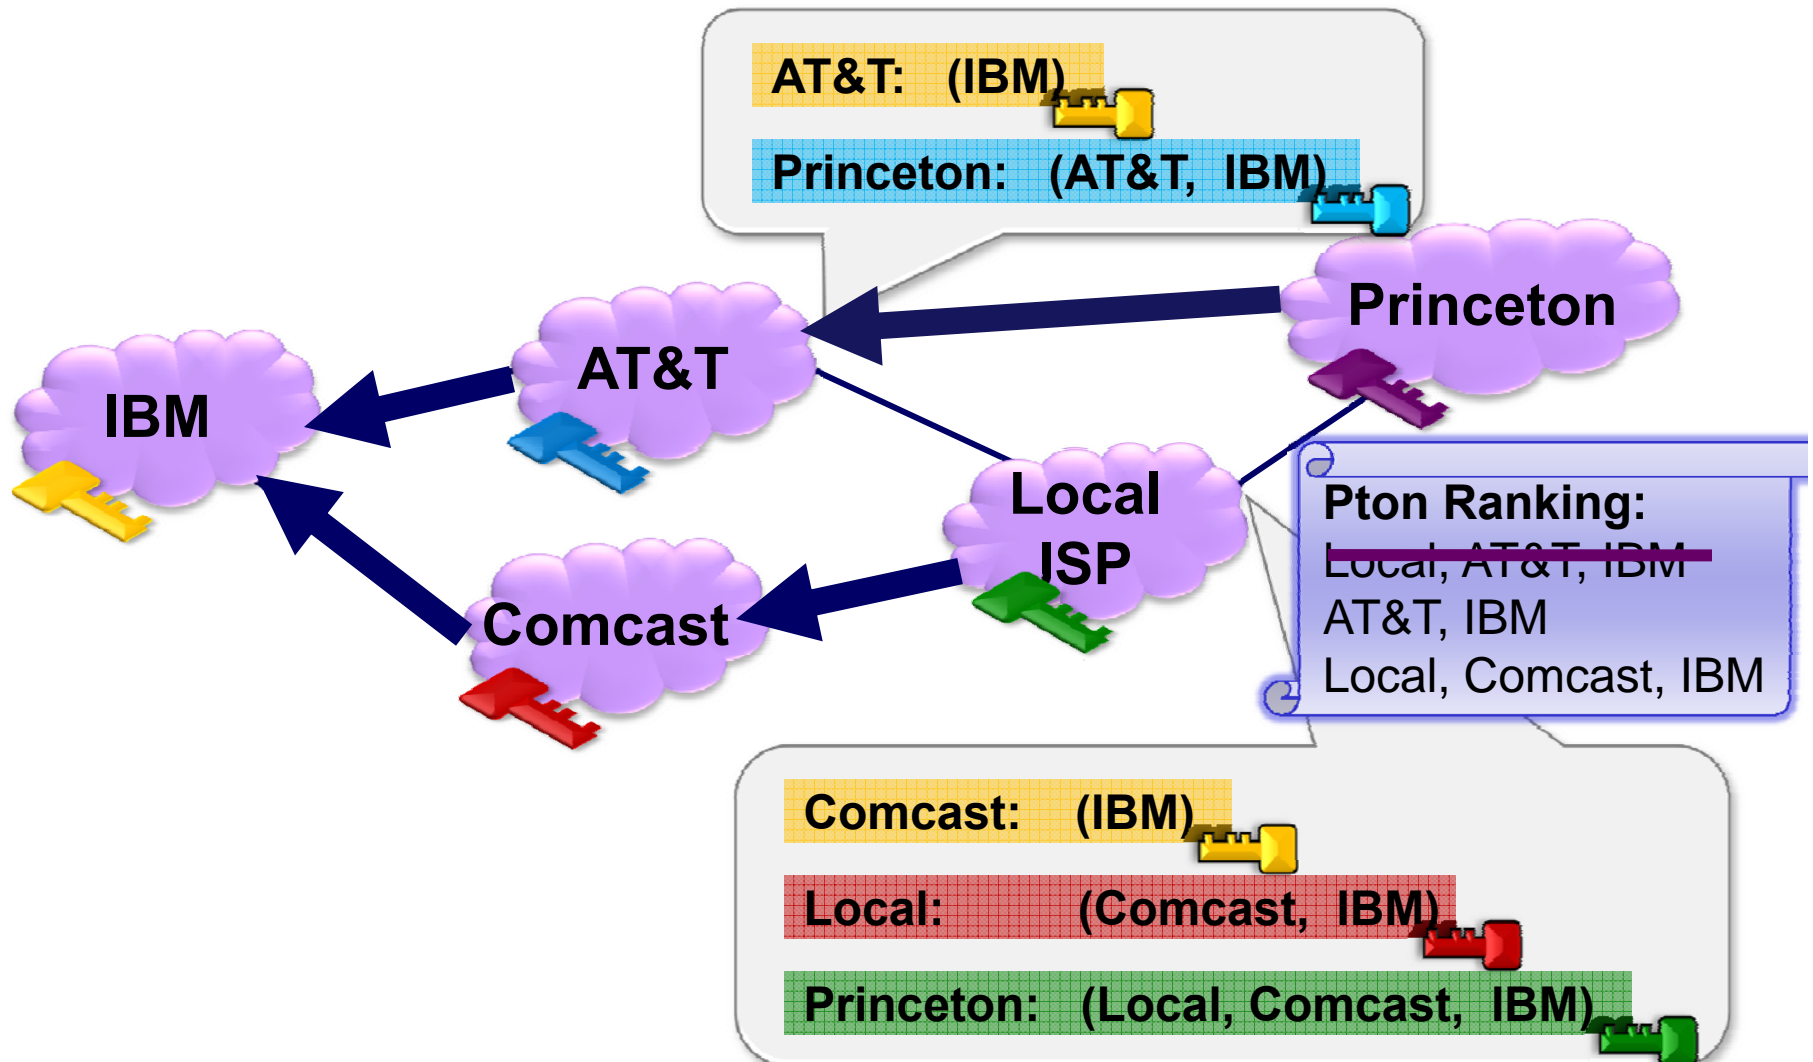 AT&T: (IBM)
Princeton: (AT&T, IBM)
Princeton
AT&T
IBM
Local
ISP
Comcast
Pton Ranking:
Local, AT&T, IBM
AT&T, IBM
Local, Comcast, IBM
Comcast: (IBM)
Local: (Comcast, IBM)
Princeton: (Local, Comcast, IBM)